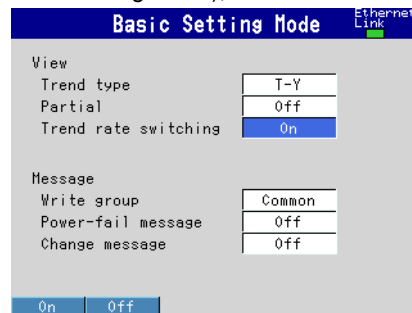 Basic Setting Mode
Ethernet
Link
View
Trend type T-Y
Partial Off
Trend rate switching On
Message
Write group Common
Power-fail message Off
Change message Off
On Off